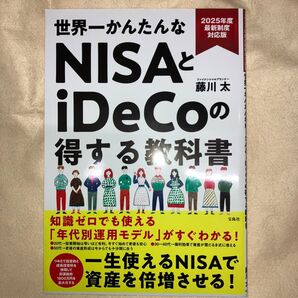 2025年度
最新制度
対応版
世界一かんたんな
NISAと
ファイナンシャルプランナー
藤川 太
iDeCoの
得する教科書
宝島社
知識ゼロでも使える
「年代別運用モデル」がすぐわかる！
一生使えるNISAで
資産を倍増させる！